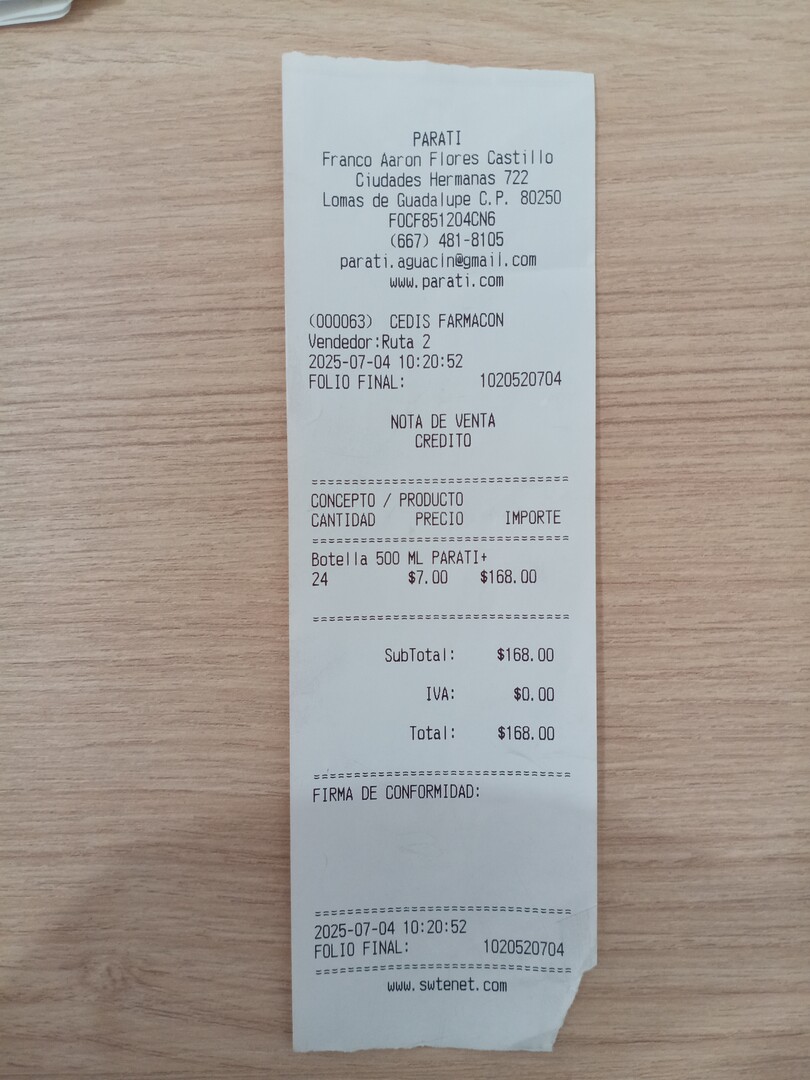 PARATI
Franco Aaron Flores Castillo
Ciudades Hermanas 722
Lomas de Guadalupe C.P. 80250
FOCF851204CN6
(667) 481-8105
parati.aguacln@gmail.com
www.parati.com
(000063) CEDIS FARMACON
Vendedor:Ruta 2
2025-07-04 10:20:52
FOLIO FINAL: 1020520704
NOTA DE VENTA
CREDITO
==============================
CONCEPTO / PRODUCTO
CANTIDAD PRECIO IMPORTE
==============================
Botella 500 ML PARATI+
24 $7.00 $168.00
==============================
SubTotal: $168.00
IVA: $0.00
Total: $168.00
==============================
FIRMA DE CONFORMIDAD:
==============================
2025-07-04 10:20:52
FOLIO FINAL: 1020520704
==============================
www.swtenet.com